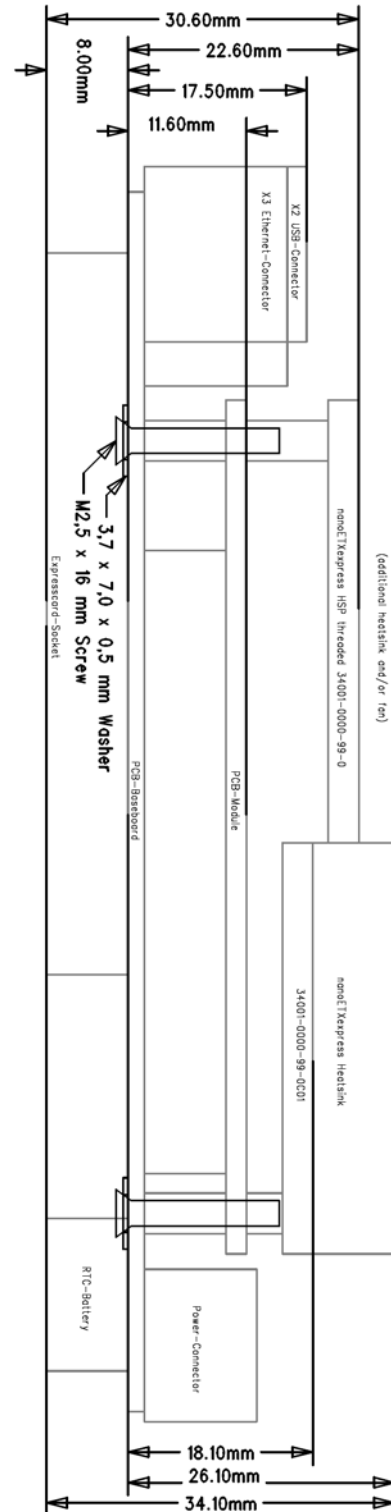 30.60mm
22.60mm
17.50mm
11.60mm
8.00mm
X2 USB-Connector
X3 Ethernet-Connector
(additional heatsink and/or fan)
nanoETXexpress HSP threaded 34001-0000-99-0
3,7 x 7,0 x 0,5 mm Washer
M2,5 x 16 mm Screw
Expresscard-Socket
PCB-Baseboard
PCB-Module
nanoETXexpress Heatsink
34001-0000-99-0C01
RTC-Battery
Power-Connector
18.10mm
26.10mm
34.10mm